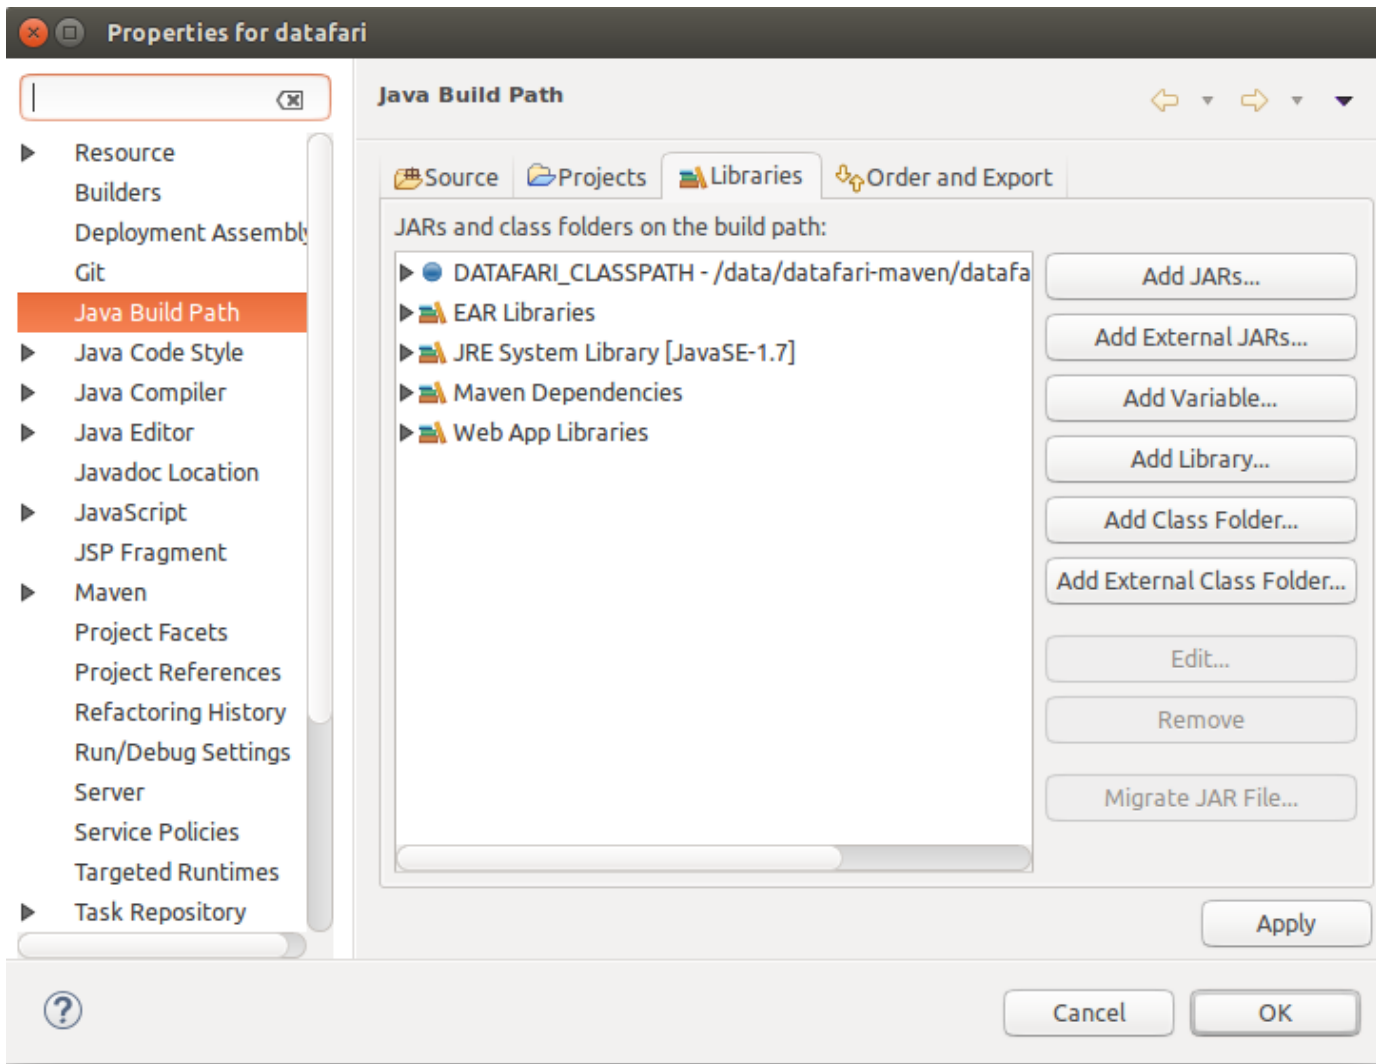 Properties for datafari
Java Build Path
Resource
Builders
Deployment Assembly
Git
Java Build Path
Java Code Style
Java Compiler
Java Editor
Javadoc Location
JavaScript
JSP Fragment
Maven
Project Facets
Project References
Refactoring History
Run/Debug Settings
Server
Service Policies
Targeted Runtimes
Task Repository
Source Projects Libraries Order and Export
JARs and class folders on the build path:
DATAFARI_CLASSPATH - /data/datafari-maven/datafa
EAR Libraries
JRE System Library [JavaSE-1.7]
Maven Dependencies
Web App Libraries
Add JARs...
Add External JARs...
Add Variable...
Add Library...
Add Class Folder...
Add External Class Folder...
Edit...
Remove
Migrate JAR File...
Apply
?
Cancel
OK